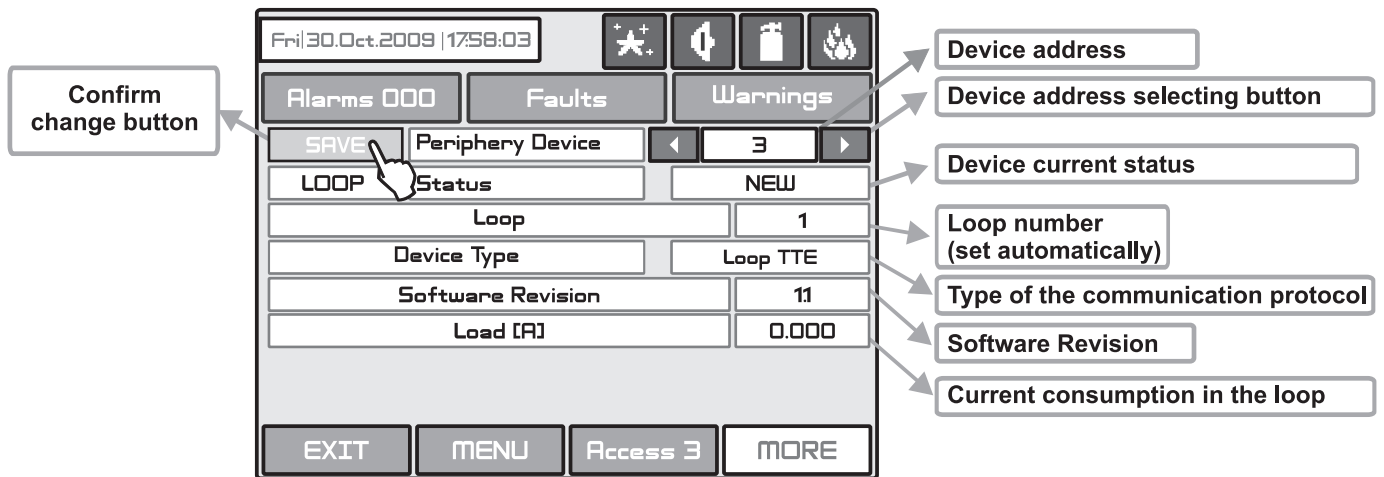 Fri|30.Oct.2009 |17:58:03
Alarms 000 Faults Warnings
SAVE Periphery Device 3
LOOP Status NEW
Loop 1
Device Type Loop TTE
Software Revision 1.1
Load [A] 0.000
EXIT MENU Access 3 MORE
Confirm
change button
Device address
Device address selecting button
Device current status
Loop number
(set automatically)
Type of the communication protocol
Software Revision
Current consumption in the loop